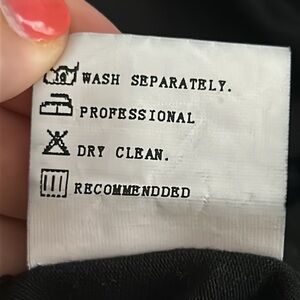 WASH SEPARATELY.
PROFESSIONAL
DRY CLEAN.
RECOMMENDDED